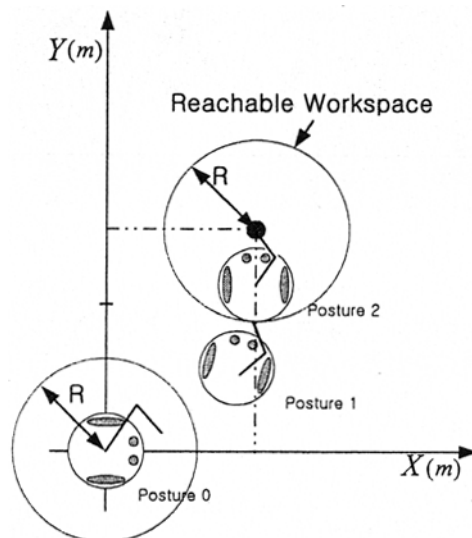 Y(m)
Reachable Workspace
R
Posture 2
R
Posture 1
X(m)
Posture 0